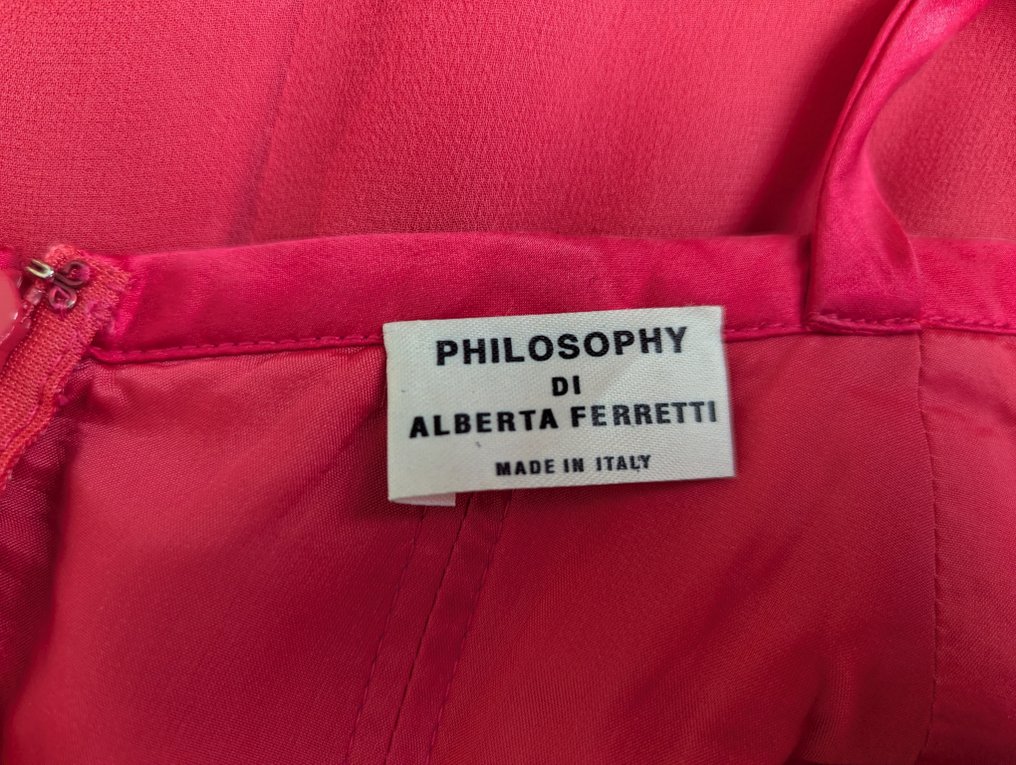 PHILOSOPHY
DI
ALBERTA FERRETTI
MADE IN ITALY